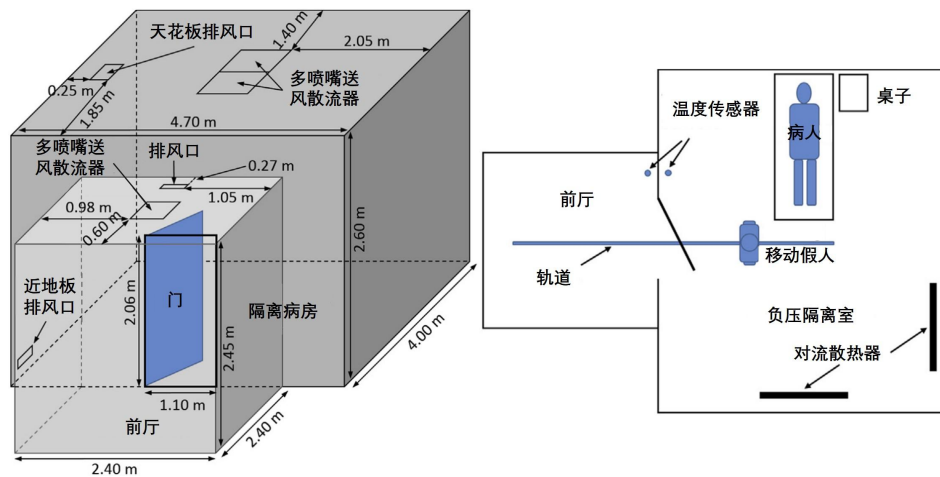 天花板排风口
1.40 m
2.05 m
0.25 m
多喷嘴送
风散流器
1.85 m
4.70 m
多喷嘴送
风散流器
排风口
0.27 m
0.98 m
1.05 m
0.60 m
2.60 m
近地板
排风口
2.06 m
门
隔离病房
2.45 m
4.00 m
1.10 m
前厅
2.40 m
2.40 m
温度传感器
病人
桌子
前厅
轨道
移动假人
负压隔离室
对流散热器